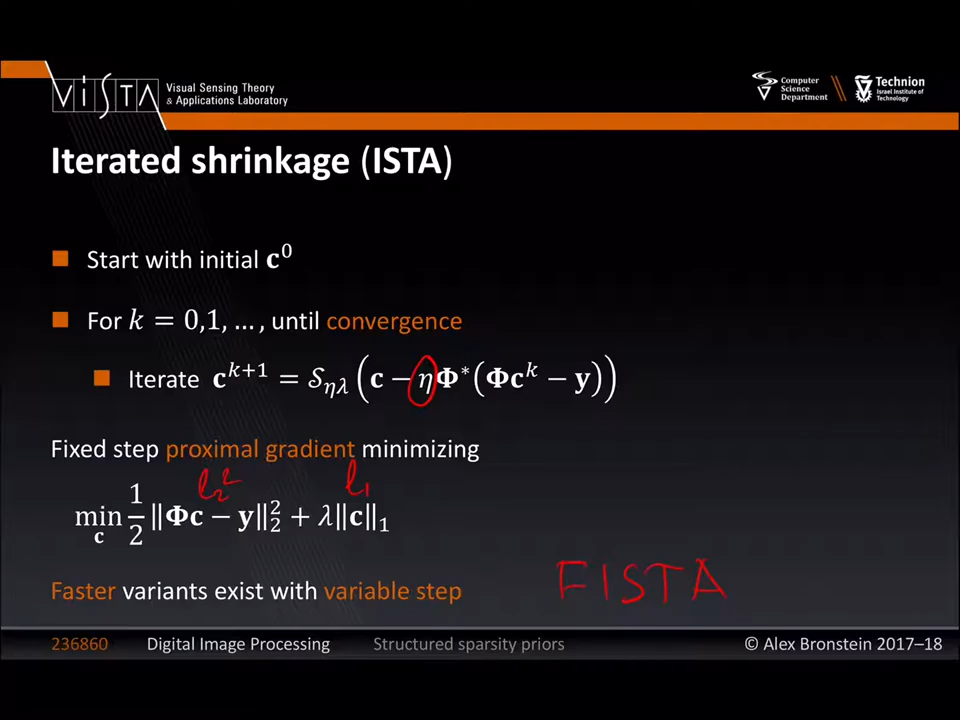 VISTA Visual Sensing Theory & Applications Laboratory
Computer Science Department
Technion Israel Institute of Technology
Iterated shrinkage (ISTA)
Start with initial c⁰
For k = 0,1, … , until convergence
Iterate c^{k+1} = 𝒮_{ηλ}(c − ηΦ*(Φc^k − y))
Fixed step proximal gradient minimizing
ℓ₂² ℓ₁
min_c 1/2 ‖Φc − y‖₂² + λ‖c‖₁
Faster variants exist with variable step FISTA
236860 Digital Image Processing Structured sparsity priors © Alex Bronstein 2017–18